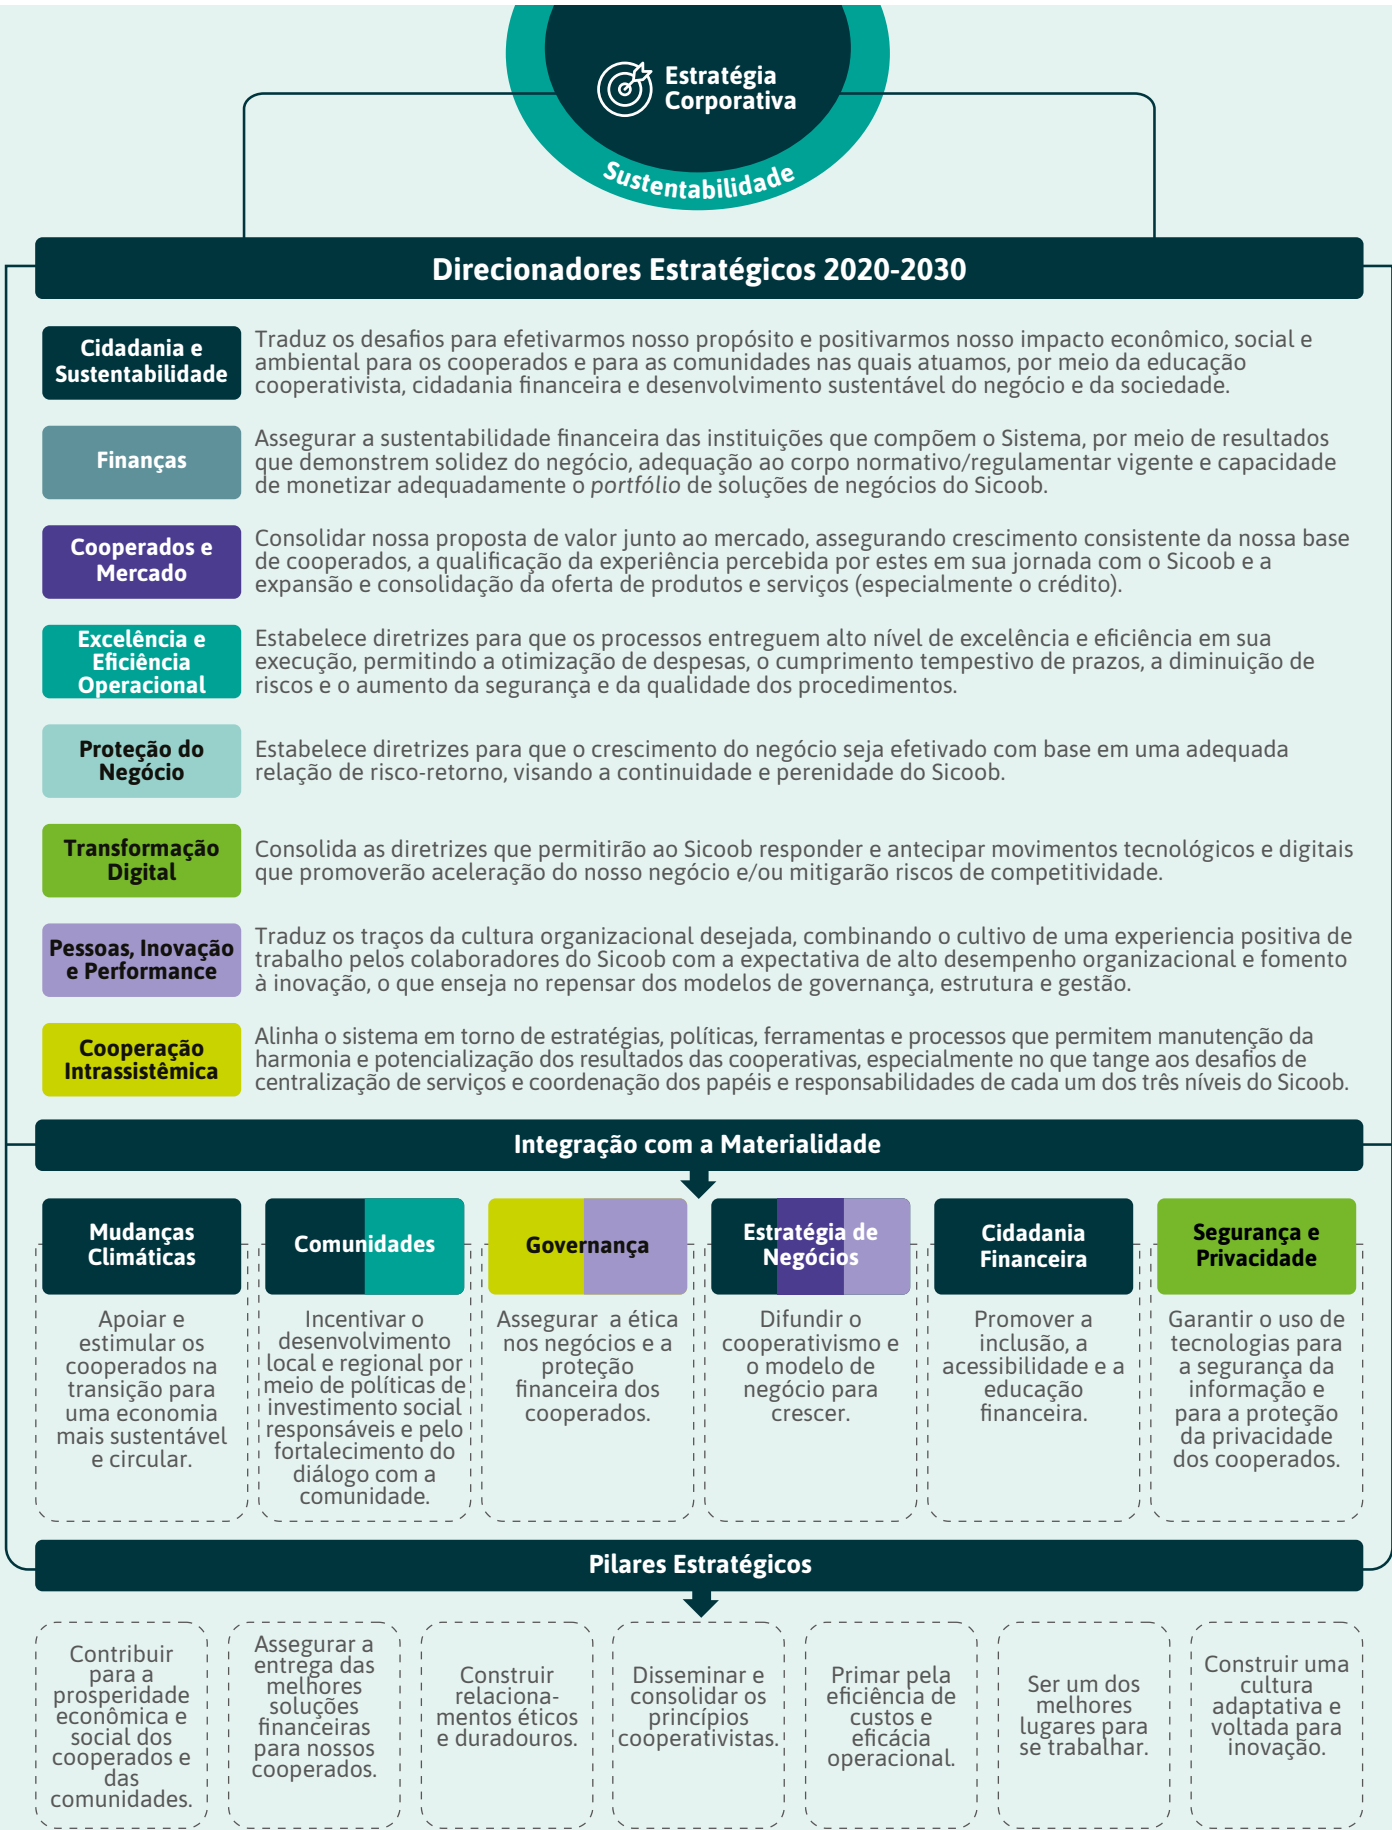 Estratégia
Corporativa
Sustentabilidade
Direcionadores Estratégicos 2020-2030
Cidadania e
Sustentabilidade
Traduz os desafios para efetivarmos nosso propósito e positivarmos nosso impacto econômico, social e
ambiental para os cooperados e para as comunidades nas quais atuamos, por meio da educação
cooperativista, cidadania financeira e desenvolvimento sustentável do negócio e da sociedade.
Finanças
Assegurar a sustentabilidade financeira das instituições que compõem o Sistema, por meio de resultados
que demonstrem solidez do negócio, adequação ao corpo normativo/regulamentar vigente e capacidade
de monetizar adequadamente o portfólio de soluções de negócios do Sicoob.
Cooperados e
Mercado
Consolidar nossa proposta de valor junto ao mercado, assegurando crescimento consistente da nossa base
de cooperados, a qualificação da experiência percebida por estes em sua jornada com o Sicoob e a
expansão e consolidação da oferta de produtos e serviços (especialmente o crédito).
Excelência e
Eficiência
Operacional
Estabelece diretrizes para que os processos entreguem alto nível de excelência e eficiência em sua
execução, permitindo a otimização de despesas, o cumprimento tempestivo de prazos, a diminuição de
riscos e o aumento da segurança e da qualidade dos procedimentos.
Proteção do
Negócio
Estabelece diretrizes para que o crescimento do negócio seja efetivado com base em uma adequada
relação de risco-retorno, visando a continuidade e perenidade do Sicoob.
Transformação
Digital
Consolida as diretrizes que permitirão ao Sicoob responder e antecipar movimentos tecnológicos e digitais
que promoverão aceleração do nosso negócio e/ou mitigarão riscos de competitividade.
Pessoas, Inovação
e Performance
Traduz os traços da cultura organizacional desejada, combinando o cultivo de uma experiencia positiva de
trabalho pelos colaboradores do Sicoob com a expectativa de alto desempenho organizacional e fomento
à inovação, o que enseja no repensar dos modelos de governança, estrutura e gestão.
Cooperação
Intrassistêmica
Alinha o sistema em torno de estratégias, políticas, ferramentas e processos que permitem manutenção da
harmonia e potencialização dos resultados das cooperativas, especialmente no que tange aos desafios de
centralização de serviços e coordenação dos papéis e responsabilidades de cada um dos três níveis do Sicoob.
Integração com a Materialidade
Mudanças
Climáticas
Apoiar e
estimular os
cooperados na
transição para
uma economia
mais sustentável
e circular.
Comunidades
Incentivar o
desenvolvimento
local e regional por
meio de políticas de
investimento social
responsáveis e pelo
fortalecimento do
diálogo com a
comunidade.
Governança
Assegurar a ética
nos negócios e a
proteção
financeira dos
cooperados.
Estratégia de
Negócios
Difundir o
cooperativismo e
o modelo de
negócio para
crescer.
Cidadania
Financeira
Promover a
inclusão, a
acessibilidade e a
educação
financeira.
Segurança e
Privacidade
Garantir o uso de
tecnologias para
a segurança da
informação e
para a proteção
da privacidade
dos cooperados.
Pilares Estratégicos
Contribuir
para a
prosperidade
econômica e
social dos
cooperados e
das
comunidades.
Assegurar a
entrega das
melhores
soluções
financeiras
para nossos
cooperados.
Construir
relaciona-
mentos éticos
e duradouros.
Disseminar e
consolidar os
princípios
cooperativistas.
Primar pela
eficiência de
custos e
eficácia
operacional.
Ser um dos
melhores
lugares para
se trabalhar.
Construir uma
cultura
adaptativa e
voltada para
inovação.